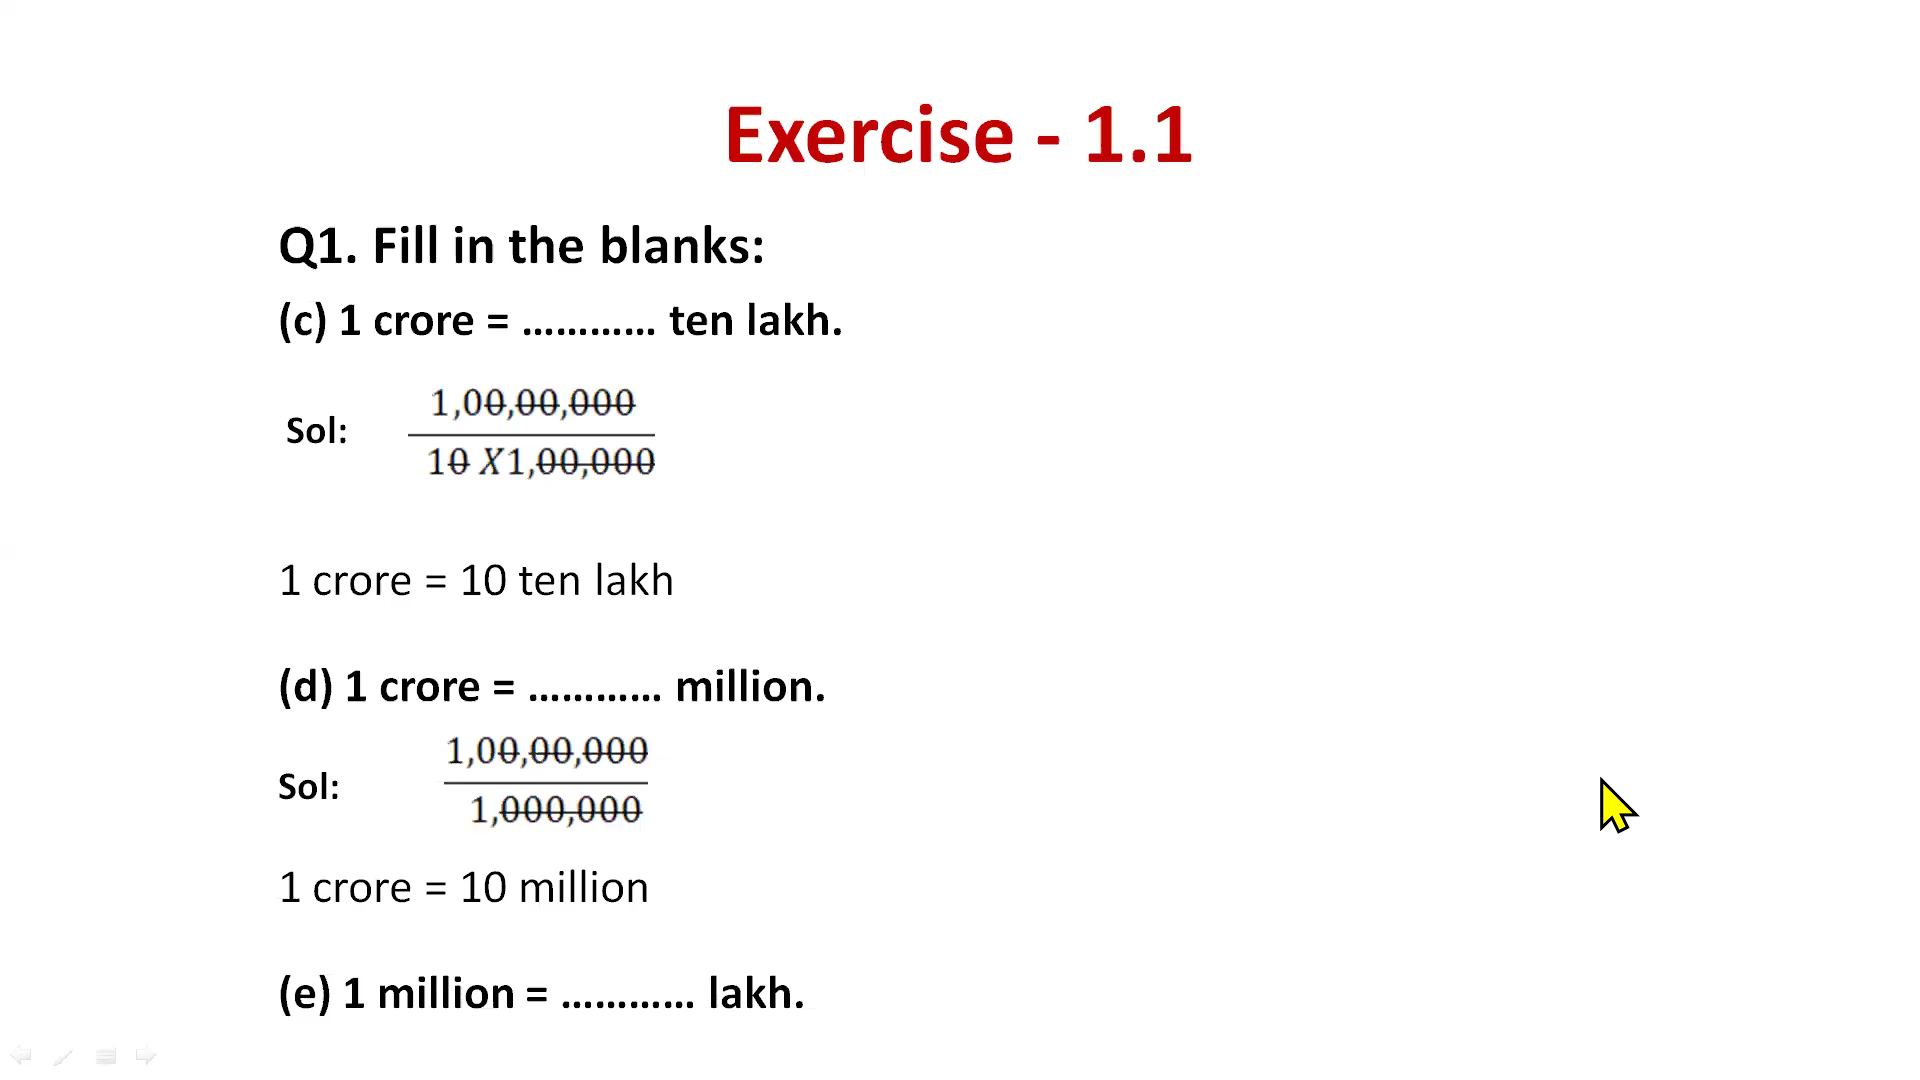 Exercise - 1.1
Q1. Fill in the blanks:
(c) 1 crore = ………… ten lakh.
Sol:
1,00,00,000
10 X1,00,000
1 crore = 10 ten lakh
(d) 1 crore = ………… million.
Sol:
1,00,00,000
1,000,000
1 crore = 10 million
(e) 1 million = ………… lakh.